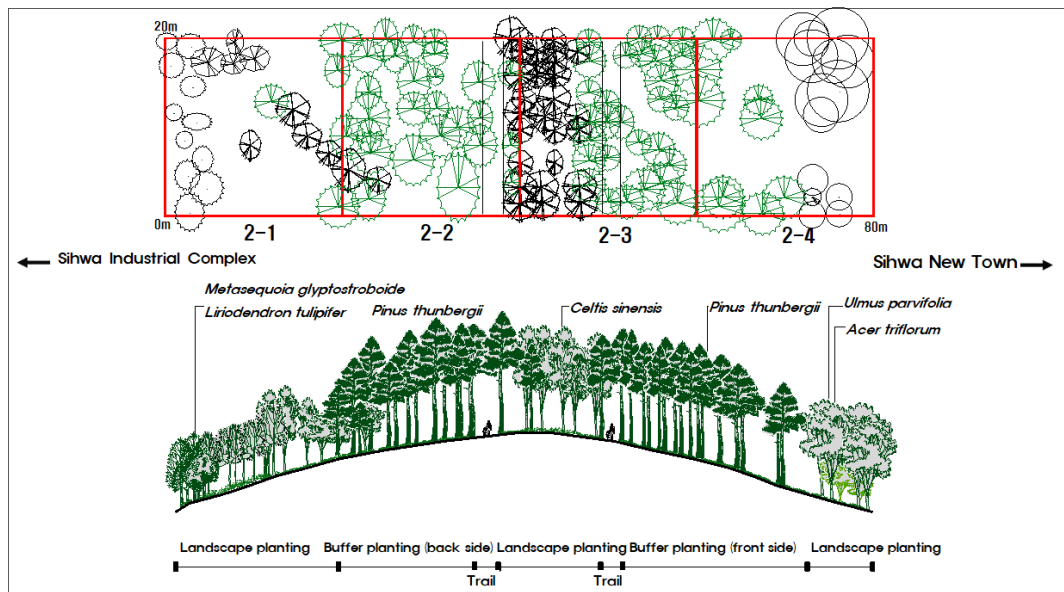 20m
0m
2-1
2-2
2-3
2-4
80m
Sihwa Industrial Complex
Sihwa New Town
Metasequoia glyptostroboide
Liriodendron tulipifer
Pinus thunbergii
Celtis sinensis
Pinus thunbergii
Ulmus parvifolia
Acer triflorum
Landscape planting
Buffer planting (back side)
Landscape planting
Buffer planting (front side)
Landscape planting
Trail
Trail